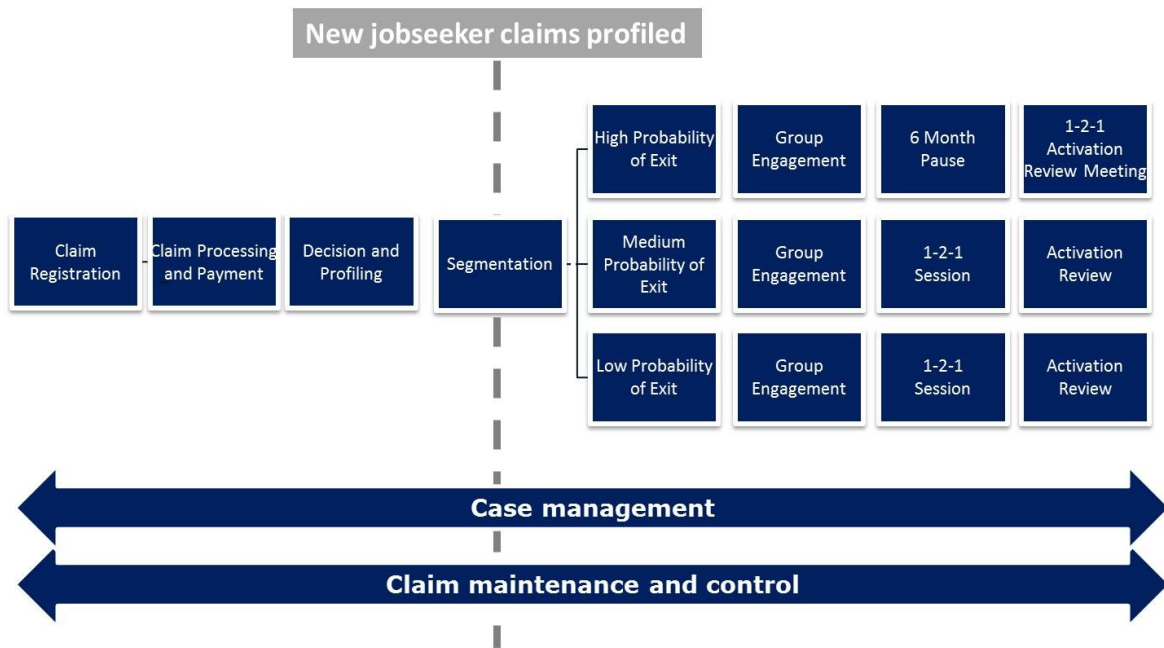 New jobseeker claims profiled
High Probability
of Exit
Group
Engagement
6 Month
Pause
1-2-1
Activation
Review Meeting
Claim
Registration
Claim Processing
and Payment
Decision and
Profiling
Segmentation
Medium
Probability of
Exit
Group
Engagement
1-2-1
Session
Activation
Review
Low Probability
of Exit
Group
Engagement
1-2-1
Session
Activation
Review
Case management
Claim maintenance and control